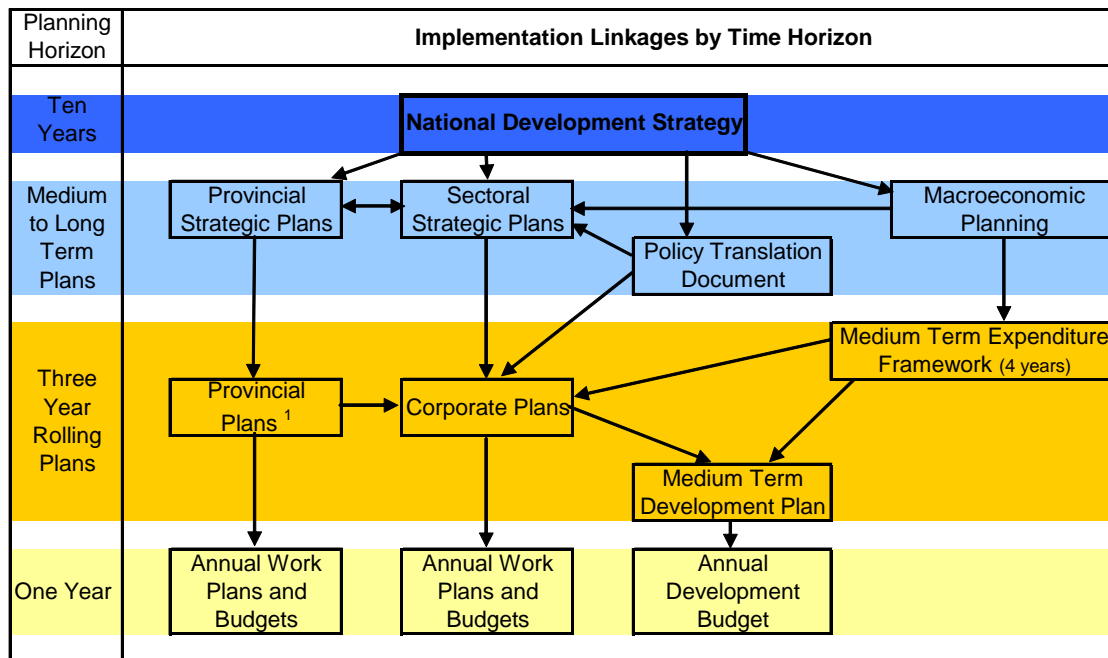 Planning
Horizon
Implementation Linkages by Time Horizon
Ten
Years
National Development Strategy
Medium
to Long
Term
Plans
Provincial
Strategic Plans
Sectoral
Strategic Plans
Macroeconomic
Planning
Policy Translation
Document
Three
Year
Rolling
Plans
Medium Term Expenditure
Framework (4 years)
Provincial
Plans 1
Corporate Plans
Medium Term
Development Plan
One Year
Annual Work
Plans and
Budgets
Annual Work
Plans and
Budgets
Annual
Development
Budget